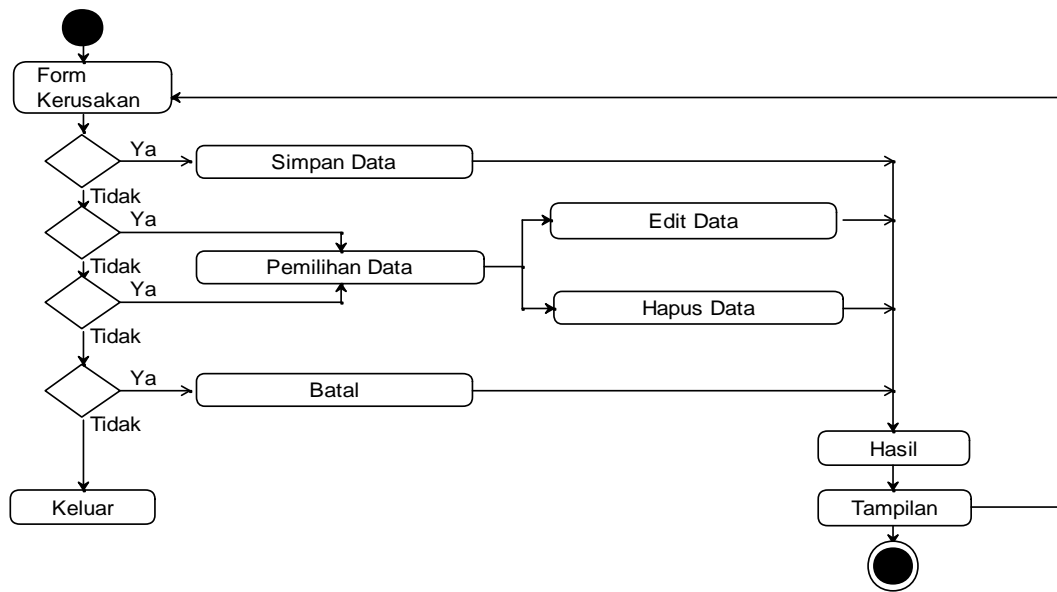 Form
Kerusakan
Ya
Simpan Data
Tidak
Ya
Edit Data
Tidak
Pemilihan Data
Ya
Hapus Data
Tidak
Ya
Batal
Tidak
Hasil
Keluar
Tampilan